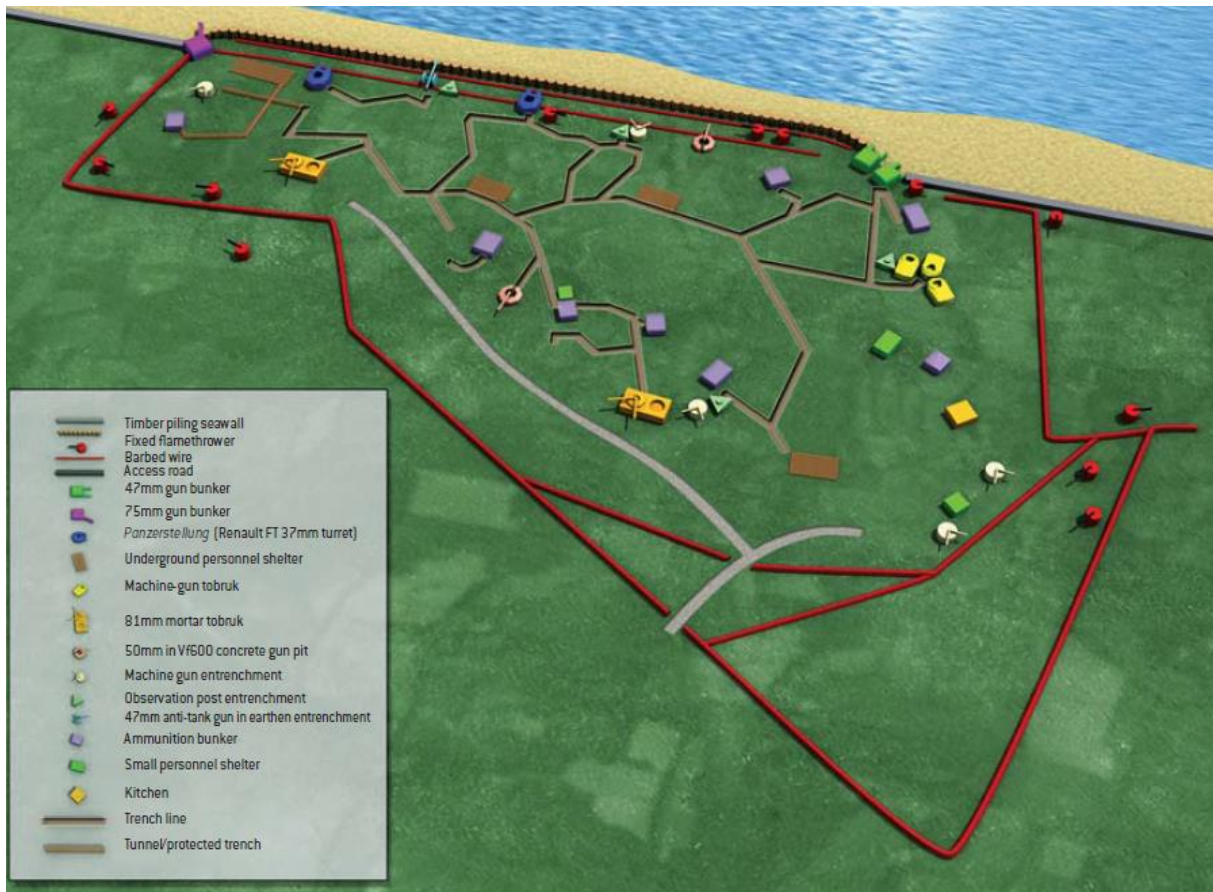 Timber piling seawall
Fixed flamethrower
Barbed wire
Access road
47mm gun bunker
75mm gun bunker
Panzerstellung (Renault FT 37mm turret)
Underground personnel shelter
Machine-gun tobruk
81mm mortar tobruk
50mm in Vf600 concrete gun pit
Machine gun entrenchment
Observation post entrenchment
47mm anti-tank gun in earthen entrenchment
Ammunition bunker
Small personnel shelter
Kitchen
Trench line
Tunnel/protected trench